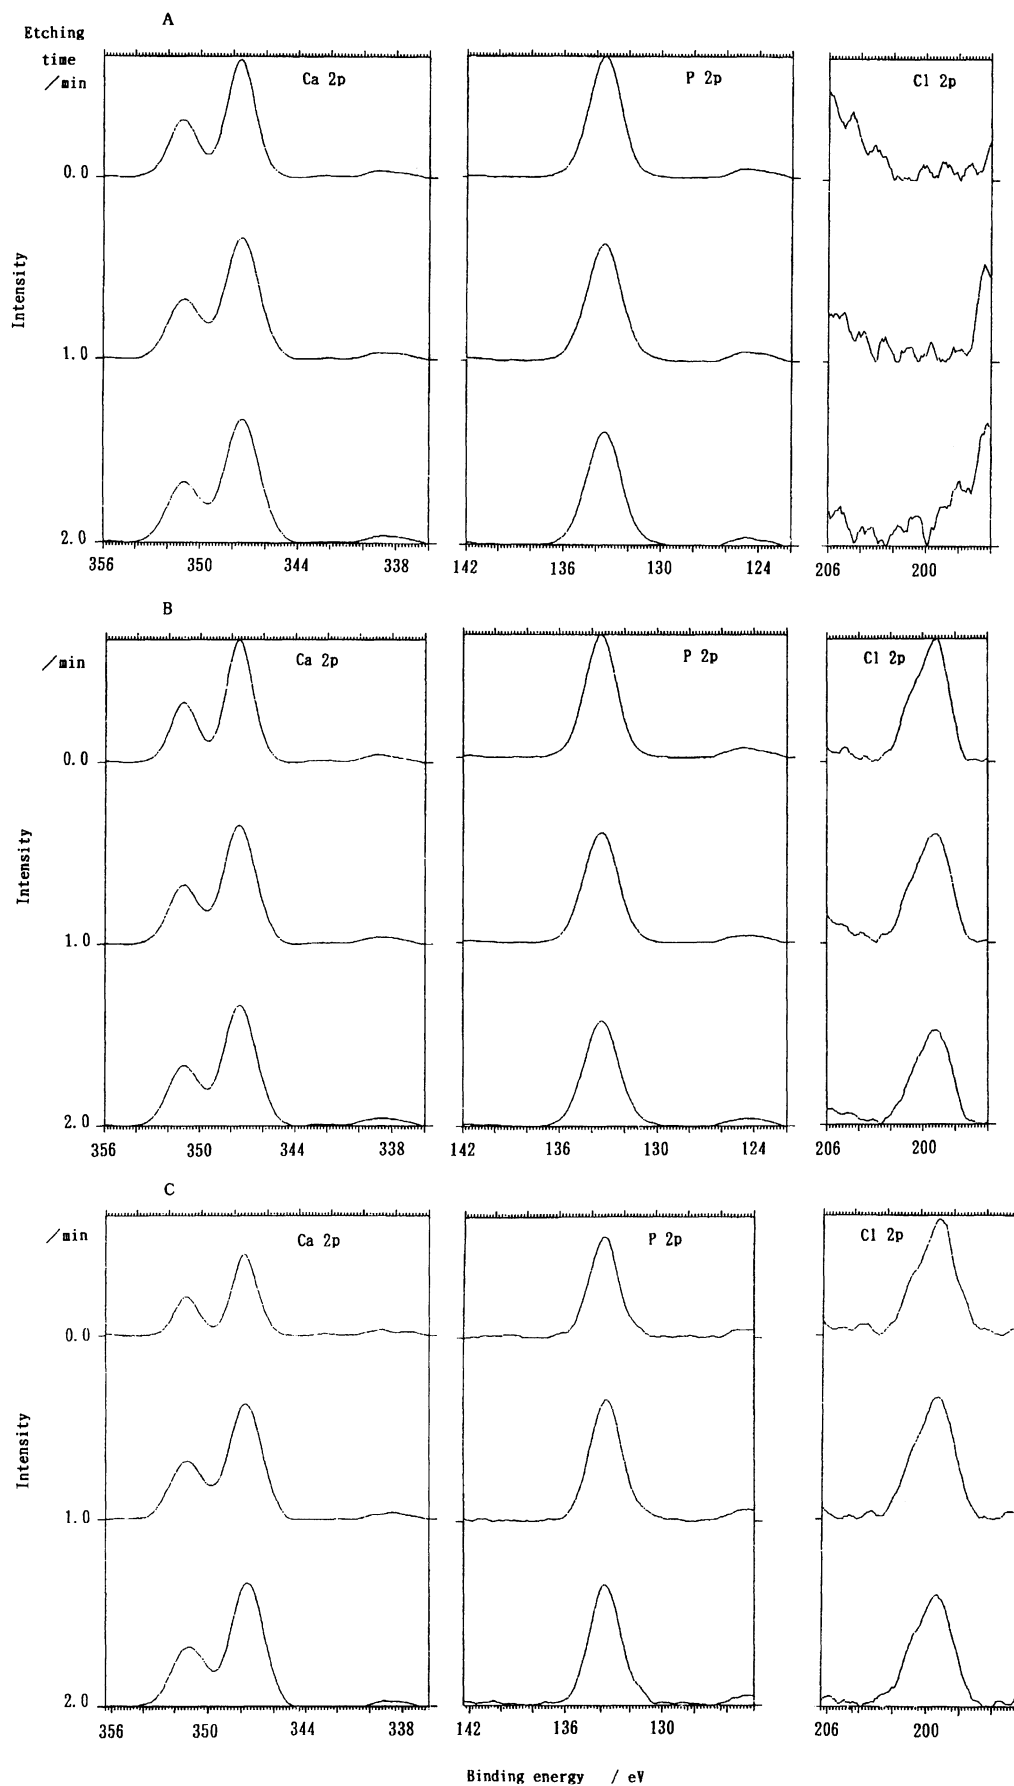 A
Etching
time
/min
Ca 2p
P 2p
Cl 2p
0.0
Intensity
1.0
2.0
356 350 344 338
142 136 130 124
206 200
B
/min
Ca 2p
P 2p
Cl 2p
0.0
Intensity
1.0
2.0
356 350 344 338
142 136 130 124
206 200
C
/min
Ca 2p
P 2p
Cl 2p
0.0
Intensity
1.0
2.0
356 350 344 338
142 136 130
206 200
Binding energy / eV